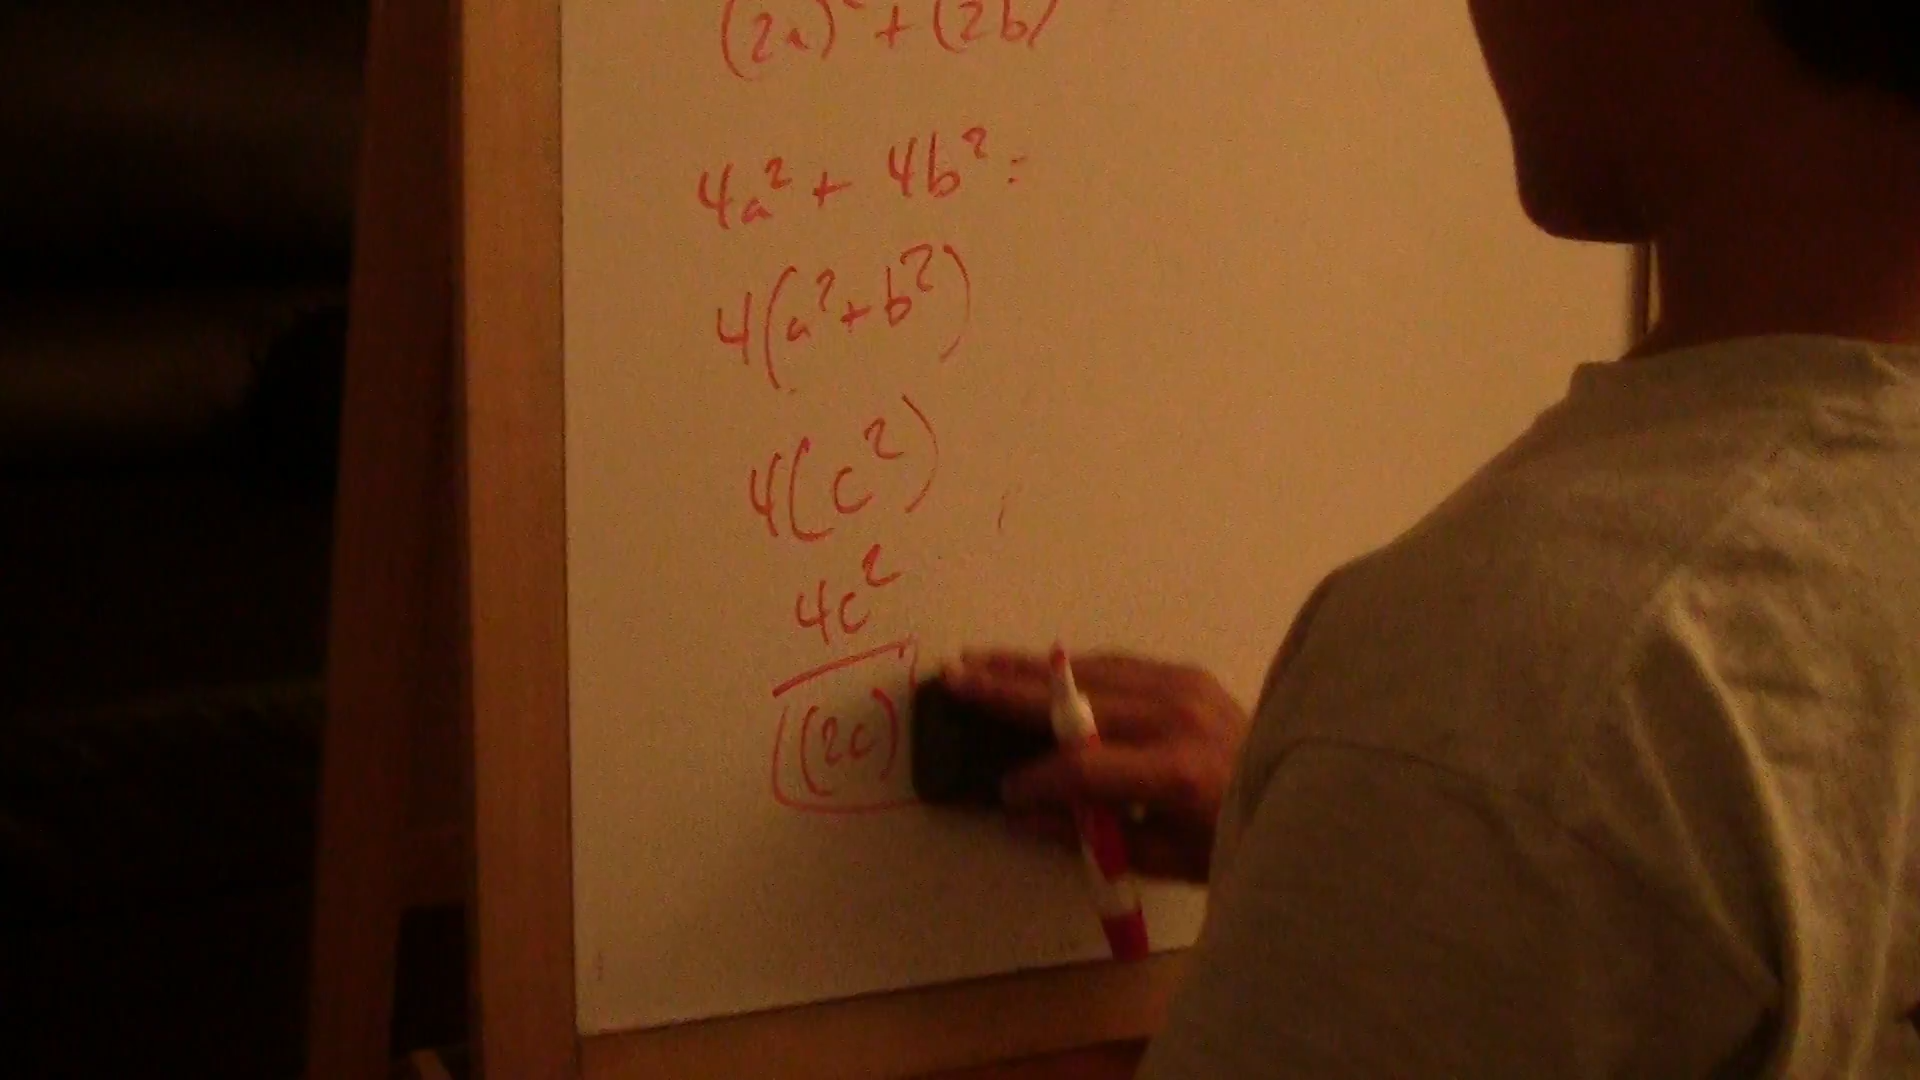 (2a)² + (2b)
4a² + 4b² =
4(a² + b²)
4(c²)
4c²
(2c)